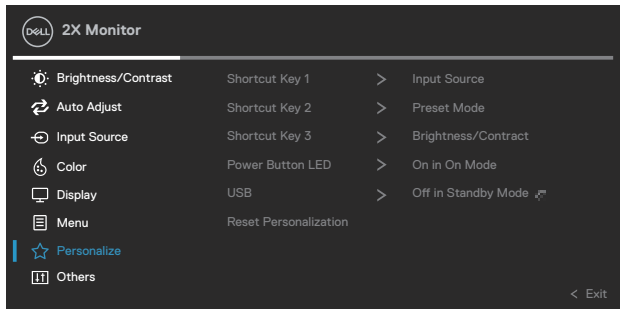 DELL 2X Monitor
Brightness/Contrast Shortcut Key 1 > Input Source
Auto Adjust Shortcut Key 2 > Preset Mode
Input Source Shortcut Key 3 > Brightness/Contract
Color Power Button LED > On in On Mode
Display USB > Off in Standby Mode
Menu Reset Personalization
Personalize
Others
< Exit